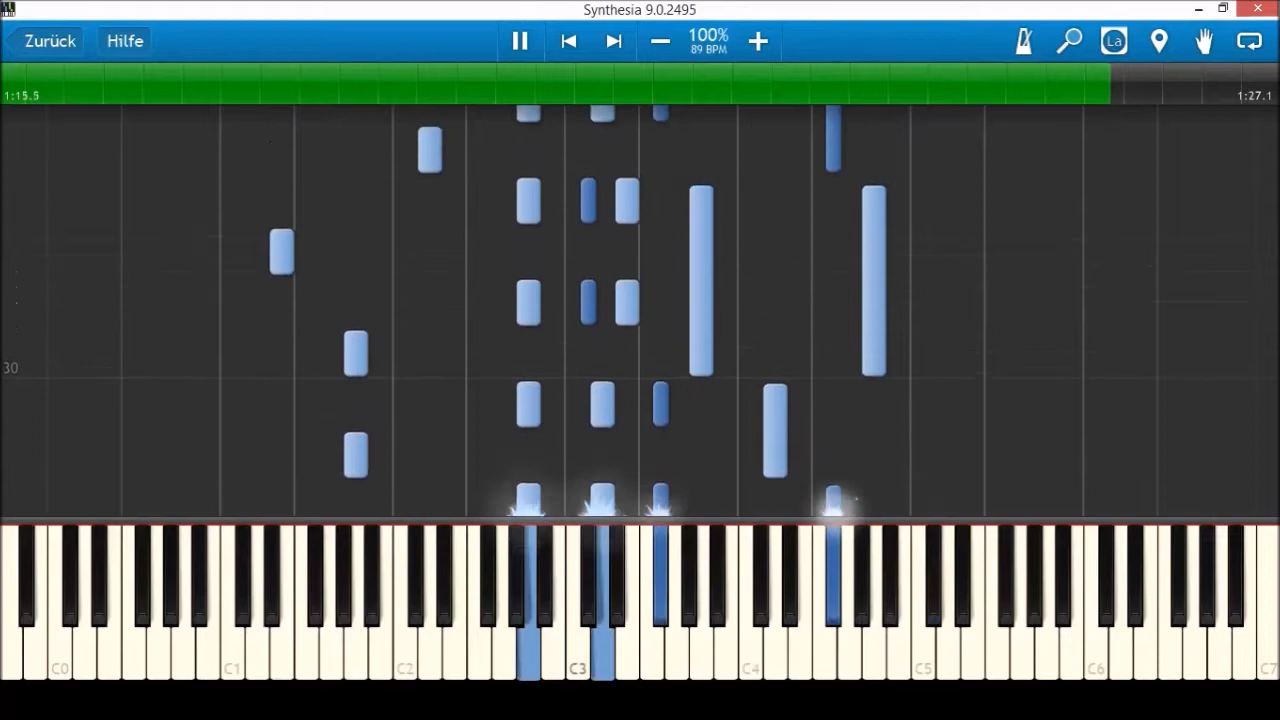 Synthesia 9.0.2495
Zurück Hilfe 100% La
89 BPM
1:15.5 1:27.1
30
C0 C1 C2 C3 C4 C5 C6 C7